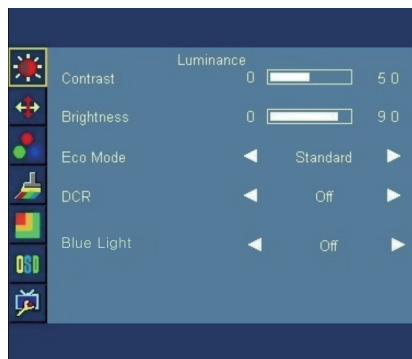 Luminance
Contrast 0 50
Brightness 0 90
Eco Mode Standard
DCR Off
Blue Light Off
OSD